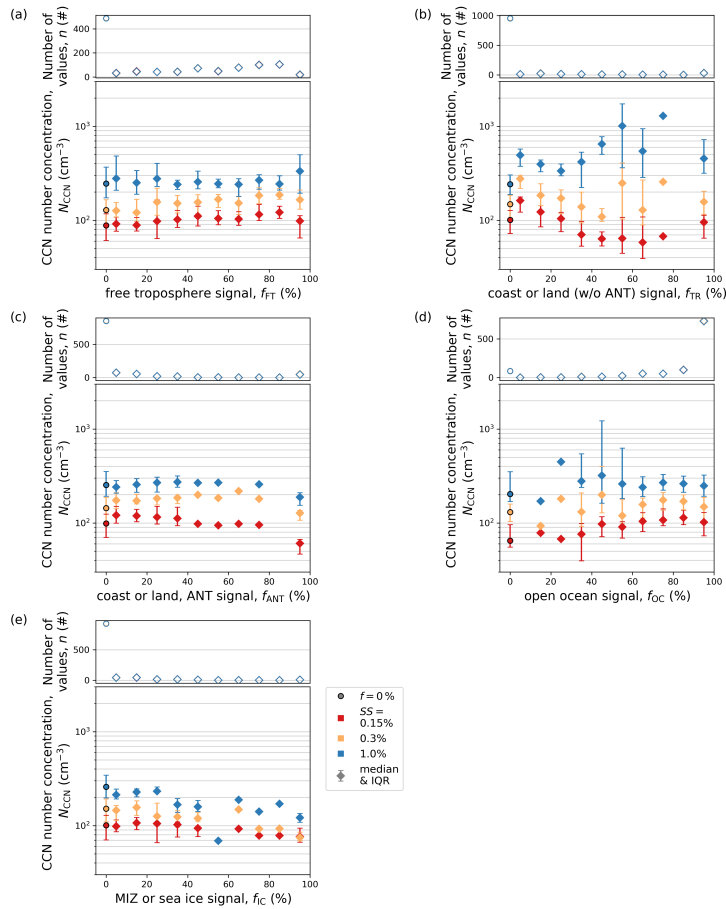 (a)
Number of
values, n (#)
400
200
0
CCN number concentration,
N_CCN (cm⁻³)
10³
10²
0 20 40 60 80 100
free troposphere signal, f_FT (%)
(b)
Number of
values, n (#)
1000
500
0
CCN number concentration,
N_CCN (cm⁻³)
10³
10²
0 20 40 60 80 100
coast or land (w/o ANT) signal, f_TR (%)
(c)
Number of
values, n (#)
500
0
CCN number concentration,
N_CCN (cm⁻³)
10³
10²
0 20 40 60 80 100
coast or land, ANT signal, f_ANT (%)
(d)
Number of
values, n (#)
500
0
CCN number concentration,
N_CCN (cm⁻³)
10³
10²
0 20 40 60 80 100
open ocean signal, f_OC (%)
(e)
Number of
values, n (#)
500
0
CCN number concentration,
N_CCN (cm⁻³)
10³
10²
0 20 40 60 80 100
MIZ or sea ice signal, f_IC (%)
f = 0 %
SS =
0.15%
0.3%
1.0%
median
& IQR